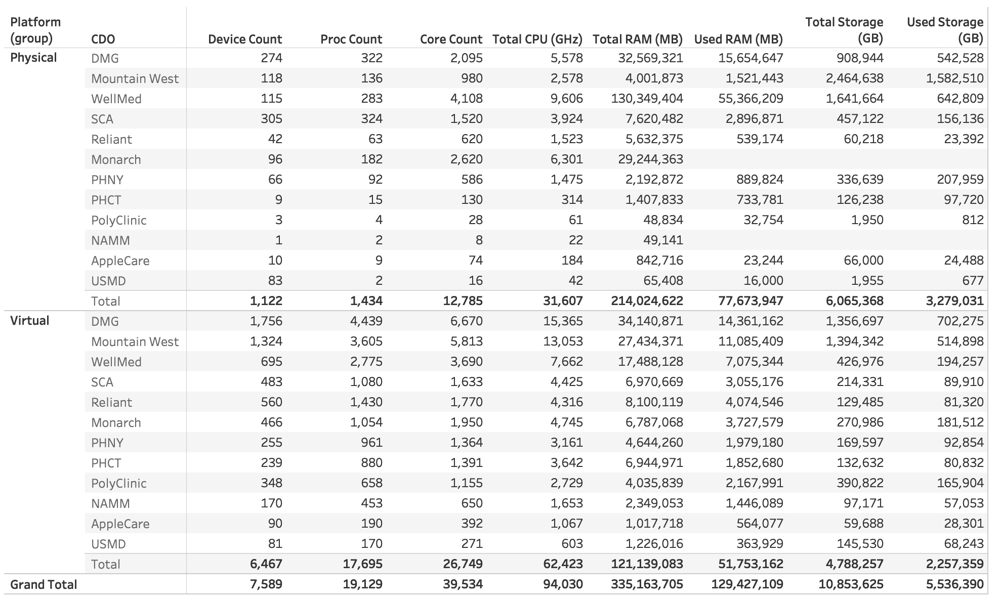 Platform (group) CDO Device Count Proc Count Core Count Total CPU (GHz) Total RAM (MB) Used RAM (MB) Total Storage (GB) Used Storage (GB)
Physical DMG 274 322 2,095 5,578 32,569,321 15,654,647 908,944 542,528
Mountain West 118 136 980 2,578 4,001,873 1,521,443 2,464,638 1,582,510
WellMed 115 283 4,108 9,606 130,349,404 55,366,209 1,641,664 642,809
SCA 305 324 1,520 3,924 7,620,482 2,896,871 457,122 156,136
Reliant 42 63 620 1,523 5,632,375 539,174 60,218 23,392
Monarch 96 182 2,620 6,301 29,244,363
PHNY 66 92 586 1,475 2,192,872 889,824 336,639 207,959
PHCT 9 15 130 314 1,407,833 733,781 126,238 97,720
PolyClinic 3 4 28 61 48,834 32,754 1,950 812
NAMM 1 2 8 22 49,141
AppleCare 10 9 74 184 842,716 23,244 66,000 24,488
USMD 83 2 16 42 65,408 16,000 1,955 677
Total 1,122 1,434 12,785 31,607 214,024,622 77,673,947 6,065,368 3,279,031
Virtual DMG 1,756 4,439 6,670 15,365 34,140,871 14,361,162 1,356,697 702,275
Mountain West 1,324 3,605 5,813 13,053 27,434,371 11,085,409 1,394,342 514,898
WellMed 695 2,775 3,690 7,662 17,488,128 7,075,344 426,976 194,257
SCA 483 1,080 1,633 4,425 6,970,669 3,055,176 214,331 89,910
Reliant 560 1,430 1,770 4,316 8,100,119 4,074,546 129,485 81,320
Monarch 466 1,054 1,950 4,745 6,787,068 3,727,579 270,986 181,512
PHNY 255 961 1,364 3,161 4,644,260 1,979,180 169,597 92,854
PHCT 239 880 1,391 3,642 6,944,971 1,852,680 132,632 80,832
PolyClinic 348 658 1,155 2,729 4,035,839 2,167,991 390,822 165,904
NAMM 170 453 650 1,653 2,349,053 1,446,089 97,171 57,053
AppleCare 90 190 392 1,067 1,017,718 564,077 59,688 28,301
USMD 81 170 271 603 1,226,016 363,929 145,530 68,243
Total 6,467 17,695 26,749 62,423 121,139,083 51,753,162 4,788,257 2,257,359
Grand Total 7,589 19,129 39,534 94,030 335,163,705 129,427,109 10,853,625 5,536,390